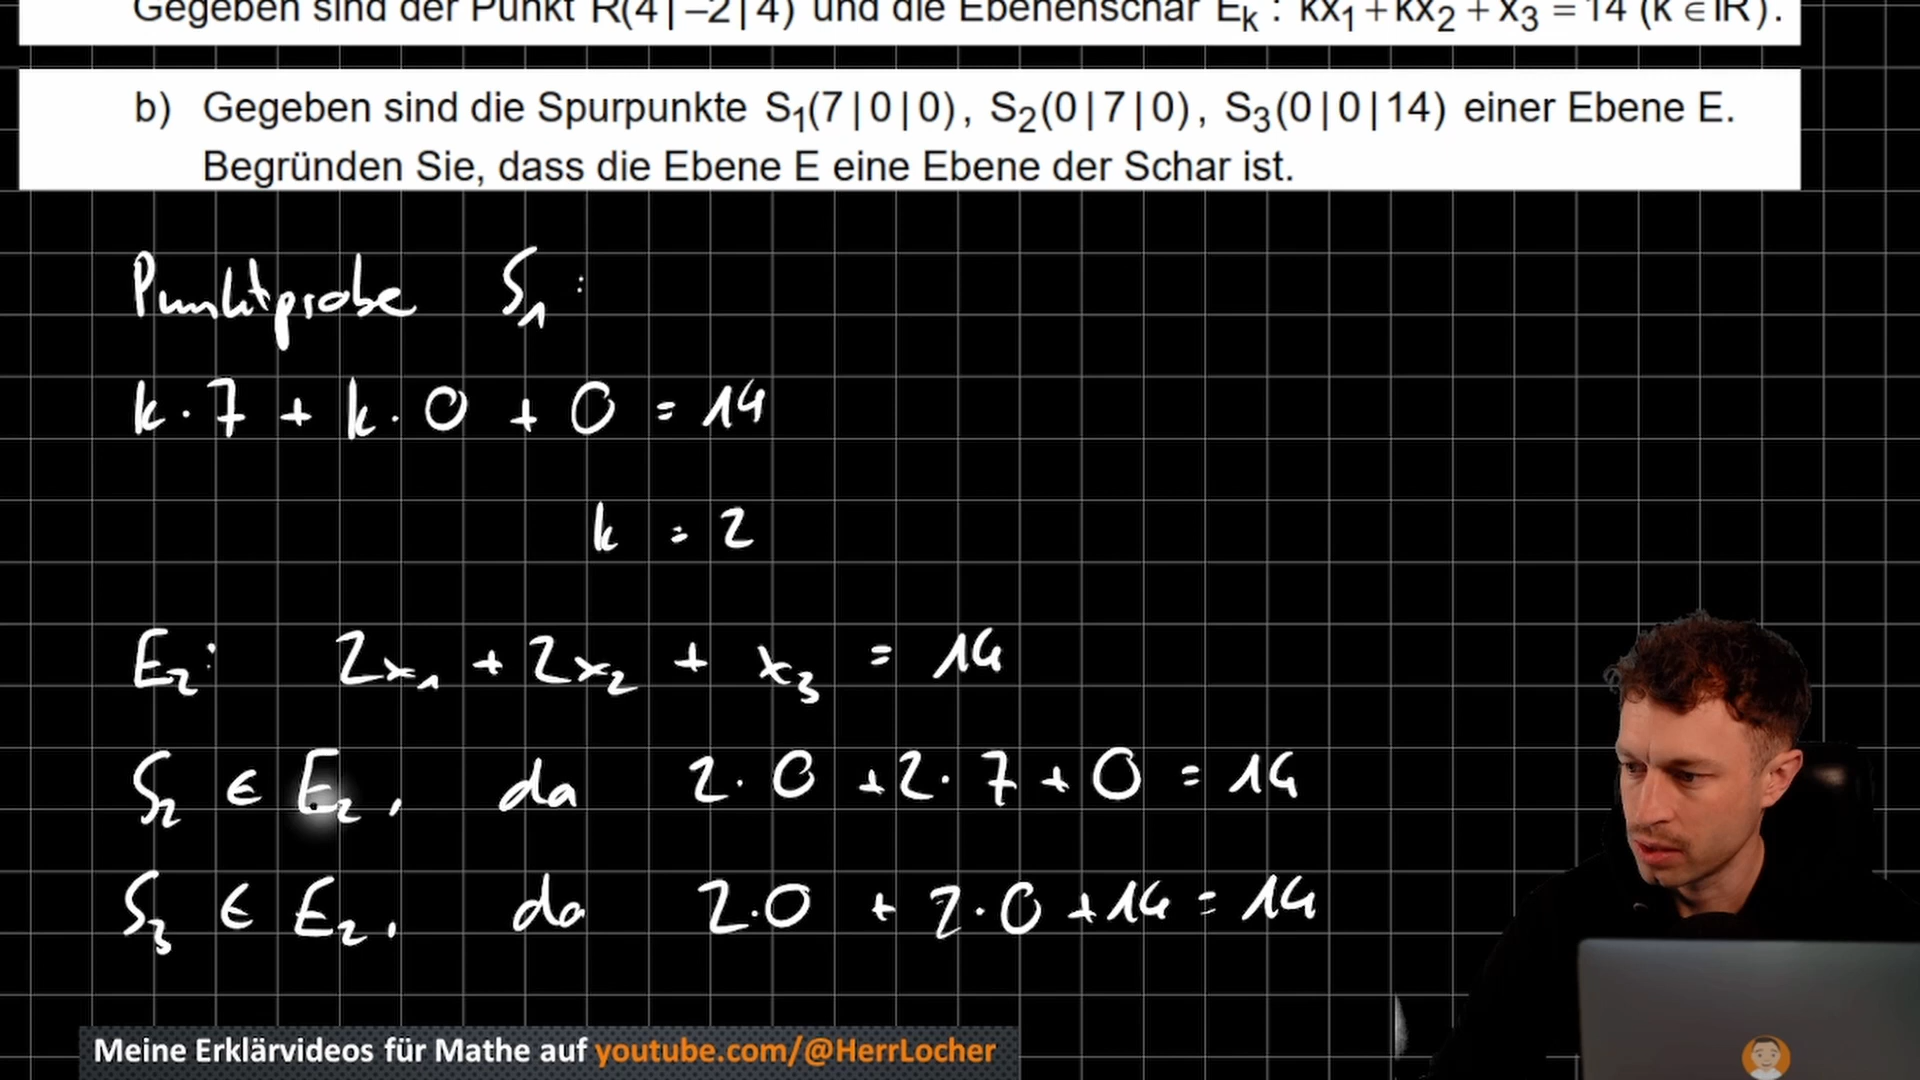 Gegeben sind der Punkt R(4|–2|4) und die Ebenenschar Eₖ : kx₁+kx₂+x₃=14 (k∈ℝ).
b) Gegeben sind die Spurpunkte S₁(7|0|0), S₂(0|7|0), S₃(0|0|14) einer Ebene E.
Begründen Sie, dass die Ebene E eine Ebene der Schar ist.
Punktprobe S₁:
k·7 + k·0 + 0 = 14
k = 2
E₂: 2x₁ + 2x₂ + x₃ = 14
S₂ ∈ E₂, da 2·0 + 2·7 + 0 = 14
S₃ ∈ E₂, da 2·0 + 2·0 + 14 = 14
Meine Erklärvideos für Mathe auf youtube.com/@HerrLocher